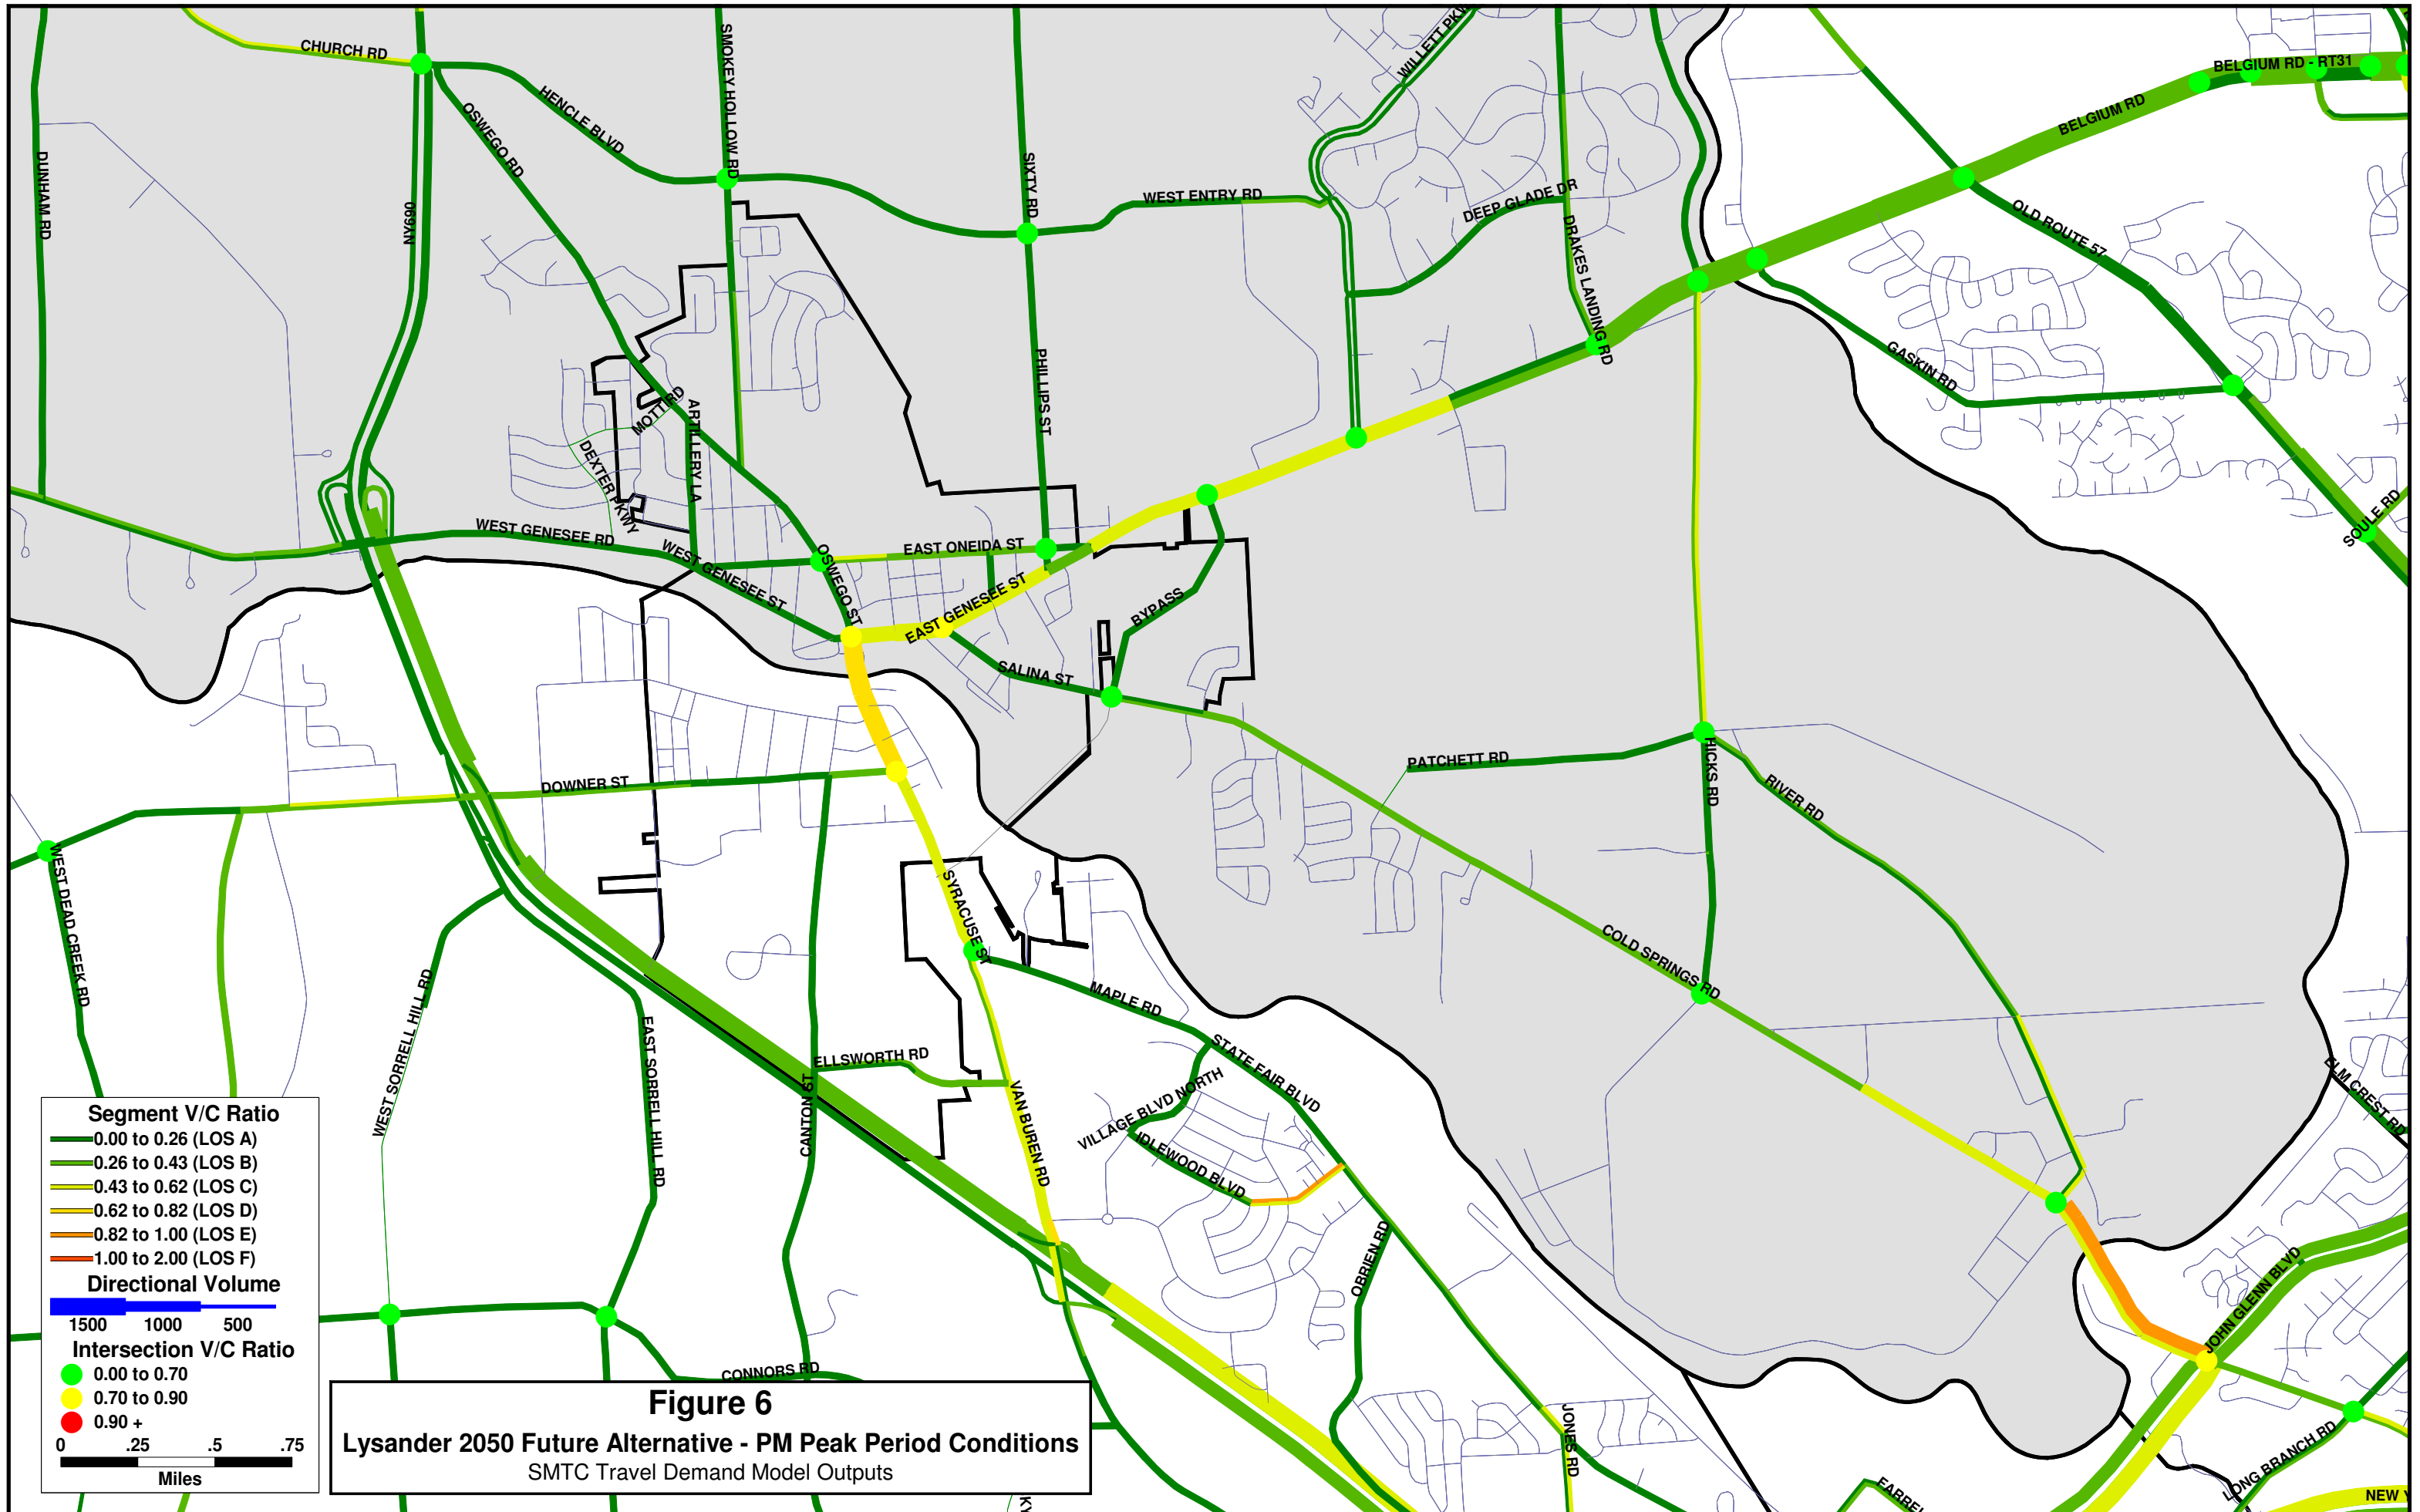 CHURCH RD
SMOKEY HOLLOW RD
WILLETT PKW
BELGIUM RD - RT31
BELGIUM RD
HENCLE BLVD
OSWEGO RD
DUNHAM RD
NY690
SIXTY RD
WEST ENTRY RD
DEEP GLADE DR
DRAKES LANDING RD
OLD ROUTE 57
GASKIN RD
PHILLIPS ST
MOTT RD
ARTILLERY LA
DEXTER PKWY
SOULE RD
WEST GENESEE RD
WEST GENESEE ST
OSWEGO ST
EAST ONEIDA ST
EAST GENESEE ST
BYPASS
SALINA ST
PATCHETT RD
HICKS RD
RIVER RD
DOWNER ST
WEST DEAD CREEK RD
SYRACUSE ST
COLD SPRINGS RD
MAPLE RD
WEST SORRELL HILL RD
EAST SORRELL HILL RD
ELLSWORTH RD
CANTON ST
VAN BUREN RD
STATE FAIR BLVD
VILLAGE BLVD NORTH
IDLEWOOD BLVD
ELM CREST RD
OBRIEN RD
JOHN GLENN BLVD
CONNORS RD
JONES RD
LONG BRANCH RD
FARREL
NEW Y
KY
Segment V/C Ratio
0.00 to 0.26 (LOS A)
0.26 to 0.43 (LOS B)
0.43 to 0.62 (LOS C)
0.62 to 0.82 (LOS D)
0.82 to 1.00 (LOS E)
1.00 to 2.00 (LOS F)
Directional Volume
1500 1000 500
Intersection V/C Ratio
0.00 to 0.70
0.70 to 0.90
0.90 +
0 .25 .5 .75
Miles
Figure 6
Lysander 2050 Future Alternative - PM Peak Period Conditions
SMTC Travel Demand Model Outputs